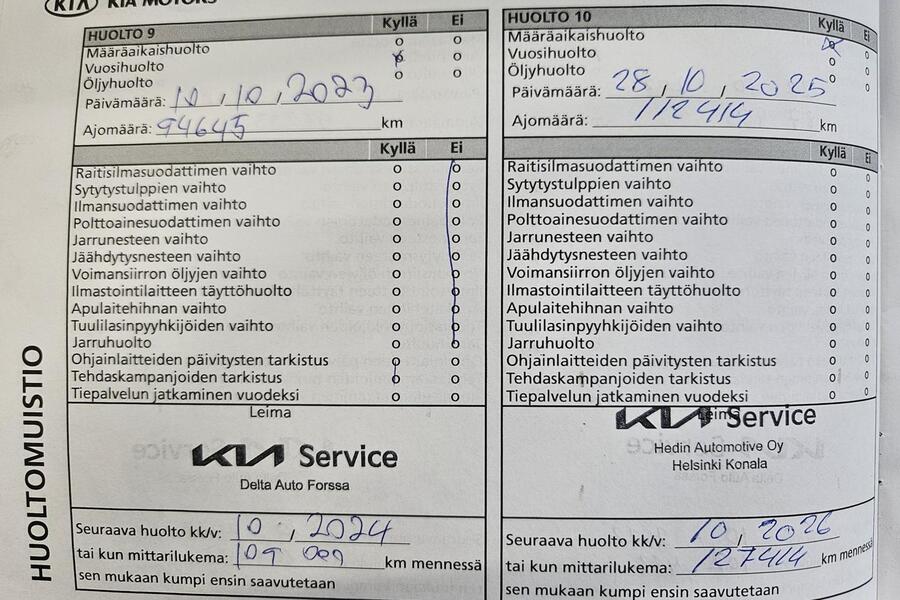 KIA KIA MOTORS
HUOLTO 9 Kyllä Ei
Määräaikaishuolto o o
Vuosihuolto o o
Öljyhuolto o o
Päivämäärä: 10 , 10 , 2023
Ajomäärä: 94645 km
Kyllä Ei
Raitisilmasuodattimen vaihto o o
Sytytystulppien vaihto o o
Ilmansuodattimen vaihto o o
Polttoainesuodattimen vaihto o o
Jarrunesteen vaihto o o
Jäähdytysnesteen vaihto o o
Voimansiirron öljyjen vaihto o o
Ilmastointilaitteen täyttöhuolto o o
Apulaitehihnan vaihto o o
Tuulilasinpyyhkijöiden vaihto o o
Jarruhuolto o o
Ohjainlaitteiden päivitysten tarkistus o o
Tehdaskampanjoiden tarkistus o o
Tiepalvelun jatkaminen vuodeksi o o
Leima
KIA Service
Delta Auto Forssa
Seuraava huolto kk/v: 10 , 2024
tai kun mittarilukema: 109 000 km mennessä
sen mukaan kumpi ensin saavutetaan
HUOLTO 10 Kyllä Ei
Määräaikaishuolto o
Vuosihuolto o o
Öljyhuolto o o
Päivämäärä: 28 , 10 , 2025
Ajomäärä: 112414 km
Kyllä Ei
Raitisilmasuodattimen vaihto o o
Sytytystulppien vaihto o o
Ilmansuodattimen vaihto o o
Polttoainesuodattimen vaihto o o
Jarrunesteen vaihto o o
Jäähdytysnesteen vaihto o o
Voimansiirron öljyjen vaihto o o
Ilmastointilaitteen täyttöhuolto o o
Apulaitehihnan vaihto o o
Tuulilasinpyyhkijöiden vaihto o o
Jarruhuolto o o
Ohjainlaitteiden päivitysten tarkistus o o
Tehdaskampanjoiden tarkistus o o
Tiepalvelun jatkaminen vuodeksi o o
Leima
KIA Service
Hedin Automotive Oy
Helsinki Konala
Seuraava huolto kk/v: 10 , 2026
tai kun mittarilukema: 127414 km mennessä
sen mukaan kumpi ensin saavutetaan
HUOLTOMUISTIO